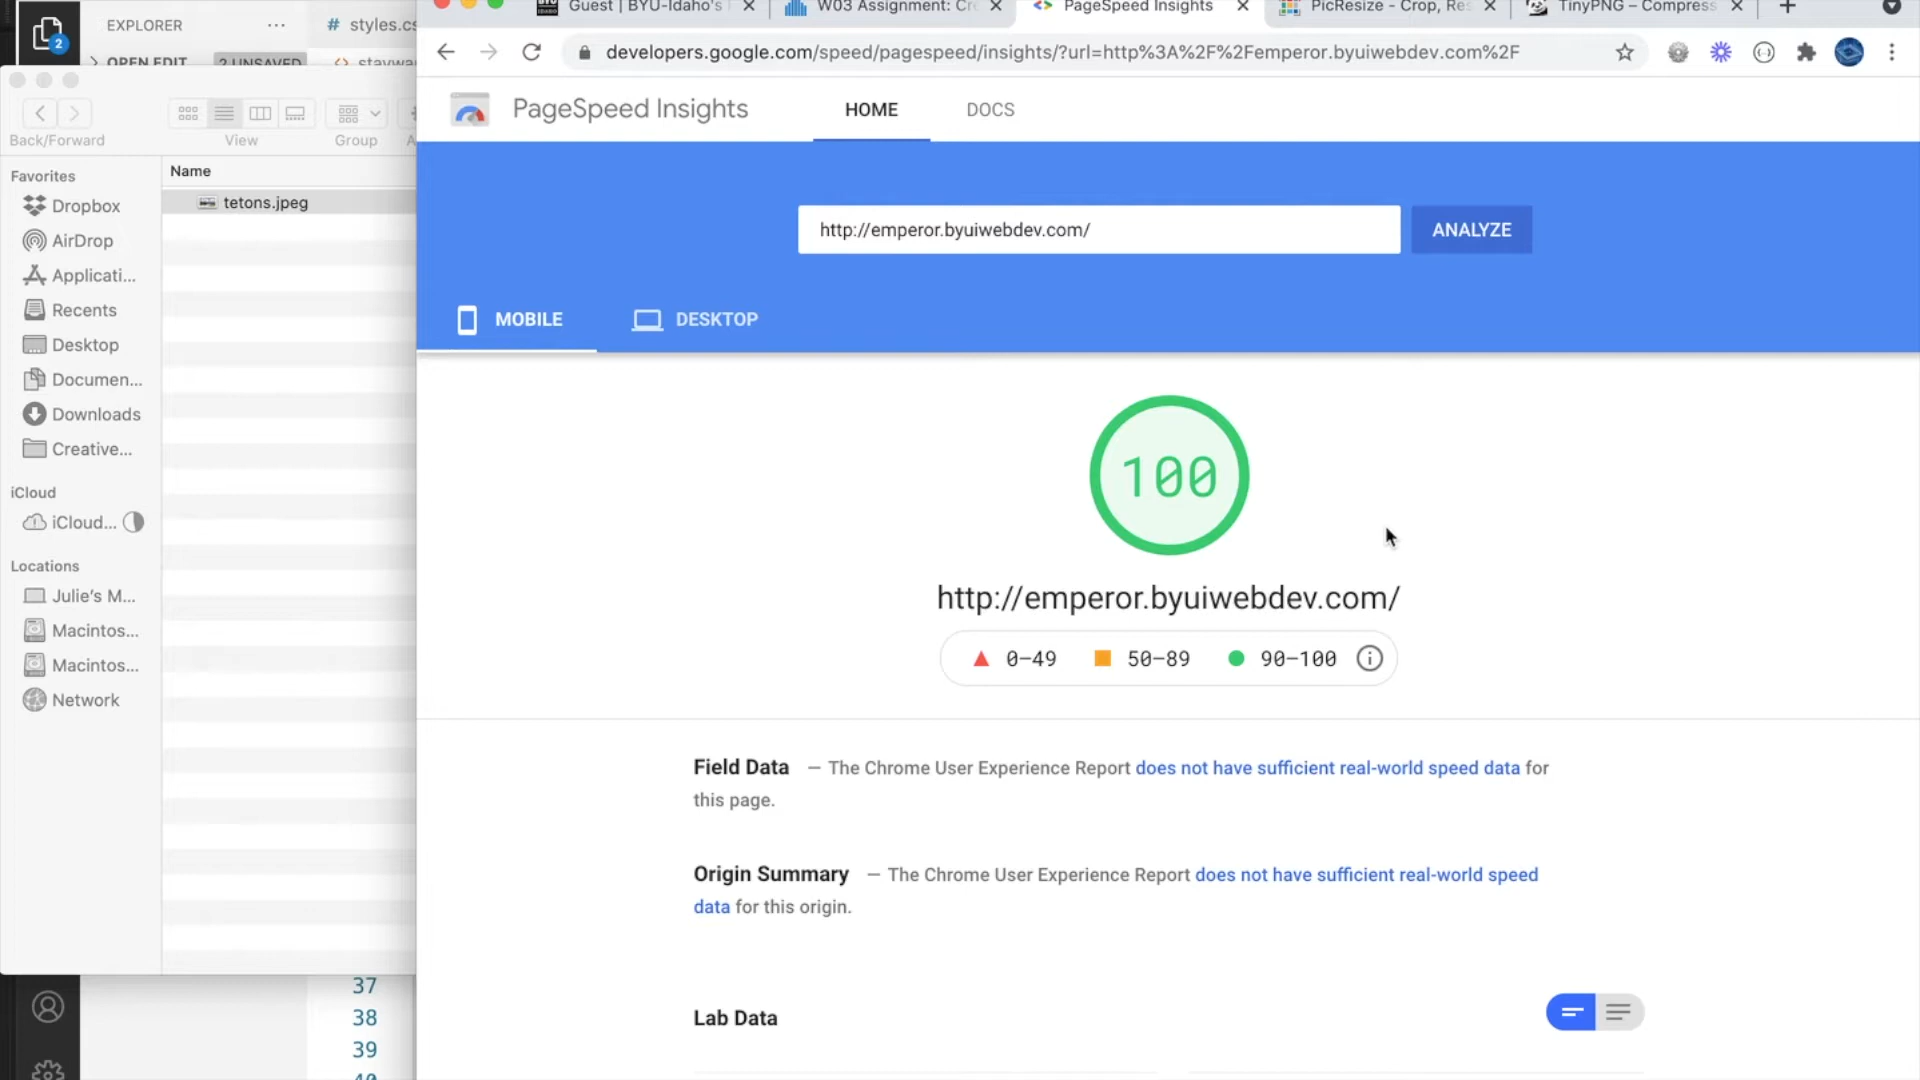 EXPLORER
# styles.cs
2
OPEN EDIT 2 UNSAVED
Back/Forward
View
Group
Favorites
Dropbox
AirDrop
Applicati...
Recents
Desktop
Documen...
Downloads
Creative...
iCloud
iCloud...
Locations
Julie's M...
Macintos...
Macintos...
Network
Name
tetons.jpeg
37
38
39
40
Guest | BYU-Idaho's
W03 Assignment: Cre
PageSpeed Insights
PicResize - Crop, Res
TinyPNG – Compress
developers.google.com/speed/pagespeed/insights/?url=http%3A%2F%2Femperor.byuiwebdev.com%2F
PageSpeed Insights
HOME
DOCS
http://emperor.byuiwebdev.com/
ANALYZE
MOBILE
DESKTOP
100
http://emperor.byuiwebdev.com/
0–49
50–89
90–100
Field Data — The Chrome User Experience Report does not have sufficient real-world speed data for
this page.
Origin Summary — The Chrome User Experience Report does not have sufficient real-world speed
data for this origin.
Lab Data